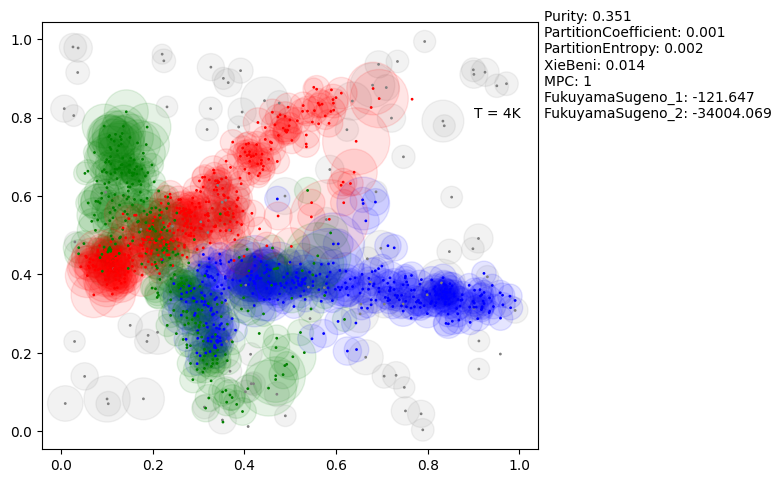 Purity: 0.351
PartitionCoefficient: 0.001
PartitionEntropy: 0.002
XieBeni: 0.014
MPC: 1
FukuyamaSugeno_1: -121.647
FukuyamaSugeno_2: -34004.069
T = 4K
1.0
0.8
0.6
0.4
0.2
0.0
0.0 0.2 0.4 0.6 0.8 1.0